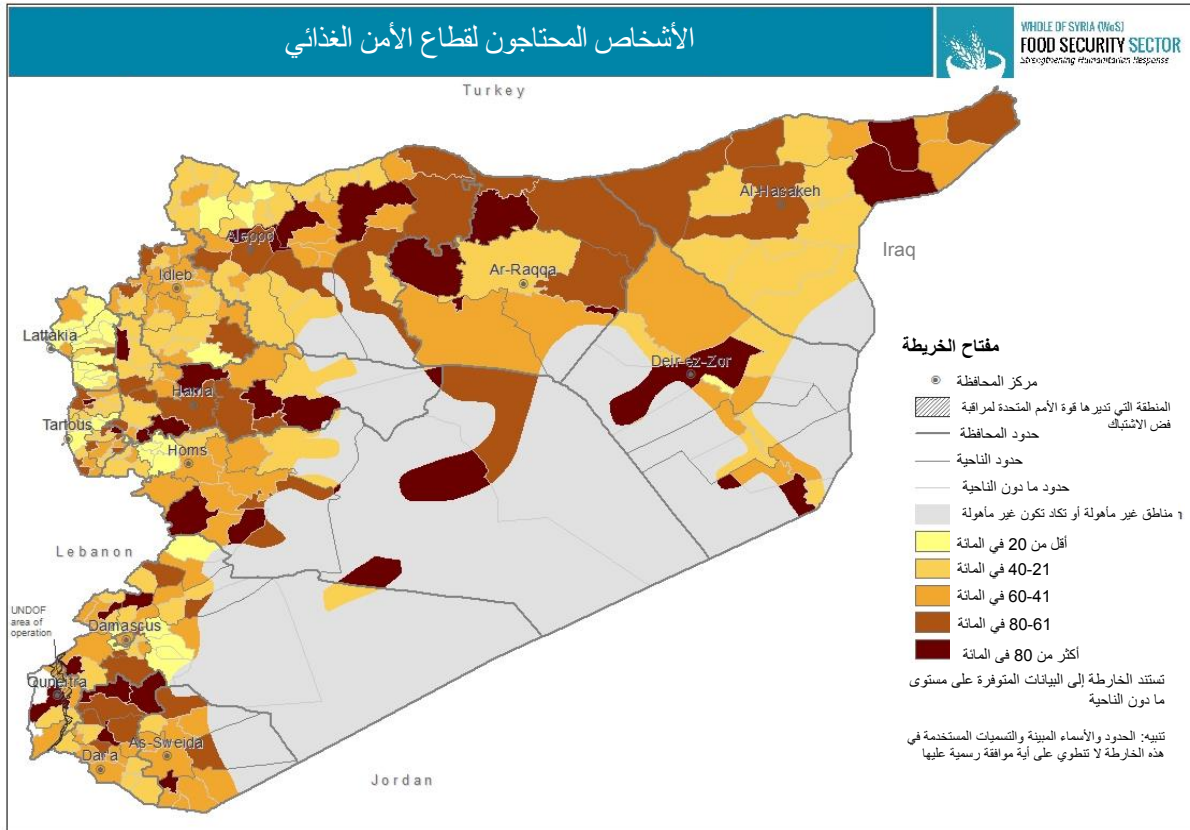 الأشخاص المحتاجون لقطاع الأمن الغذائي
WHOLE OF SYRIA (WoS)
FOOD SECURITY SECTOR
Strengthening Humanitarian Response
Turkey
Al-Hasakeh
Aleppo
Iraq
Idleb
Ar-Raqqa
Lattakia
Deir-ez-Zor
Hama
Tartous
Homs
Lebanon
UNDOF
area of
operation
Damascus
Quneitra
As-Sweida
Dar'a
Jordan
مفتاح الخريطة
مركز المحافظة
المنطقة التي تديرها قوة الأمم المتحدة لمراقبة
فض الاشتباك
حدود المحافظة
حدود الناحية
حدود ما دون الناحية
مناطق غير مأهولة أو تكاد تكون غير مأهولة
أقل من 20 في المائة
40-21 في المائة
60-41 في المائة
80-61 في المائة
أكثر من 80 في المائة
تستند الخارطة إلى البيانات المتوفرة على مستوى
ما دون الناحية
تنبيه: الحدود والأسماء المبينة والتسميات المستخدمة في
هذه الخارطة لا تنطوي على أية موافقة رسمية عليها